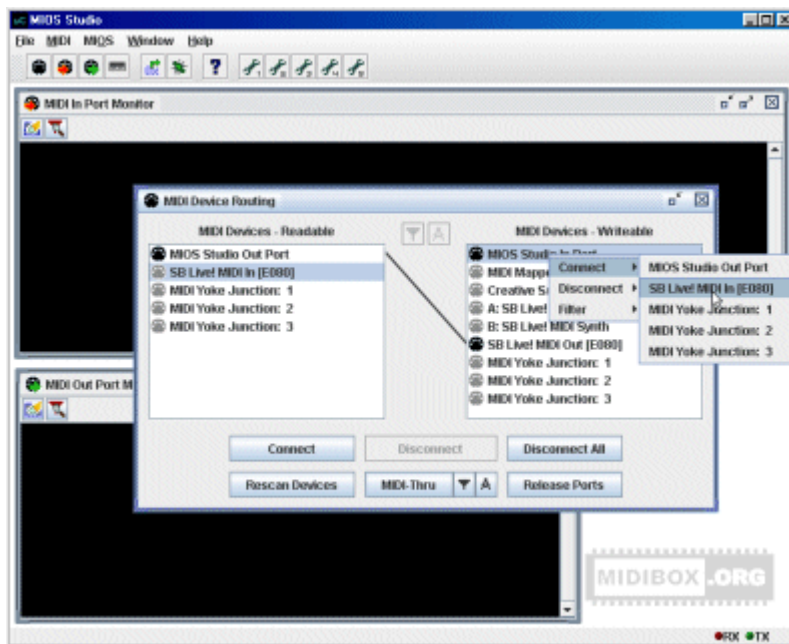 MIOS Studio
File MIDI MIOS Window Help
MIDI In Port Monitor
MIDI Device Routing
MIDI Devices - Readable
MIDI Devices - Writeable
MIOS Studio Out Port
SB Live! MIDI In [E080]
MIDI Yoke Junction: 1
MIDI Yoke Junction: 2
MIDI Yoke Junction: 3
MIOS Studio In Port
MIDI Mappe
Creative S
A: SB Live!
B: SB Live! MIDI Synth
SB Live! MIDI Out [E080]
MIDI Yoke Junction: 1
MIDI Yoke Junction: 2
MIDI Yoke Junction: 3
Connect
Disconnect
Filter
MIOS Studio Out Port
SB Live! MIDI In [E080]
MIDI Yoke Junction: 1
MIDI Yoke Junction: 2
MIDI Yoke Junction: 3
MIDI Out Port M
Connect Disconnect Disconnect All
Rescan Devices MIDI-Thru A Release Ports
MIDIBOX.ORG
RX TX